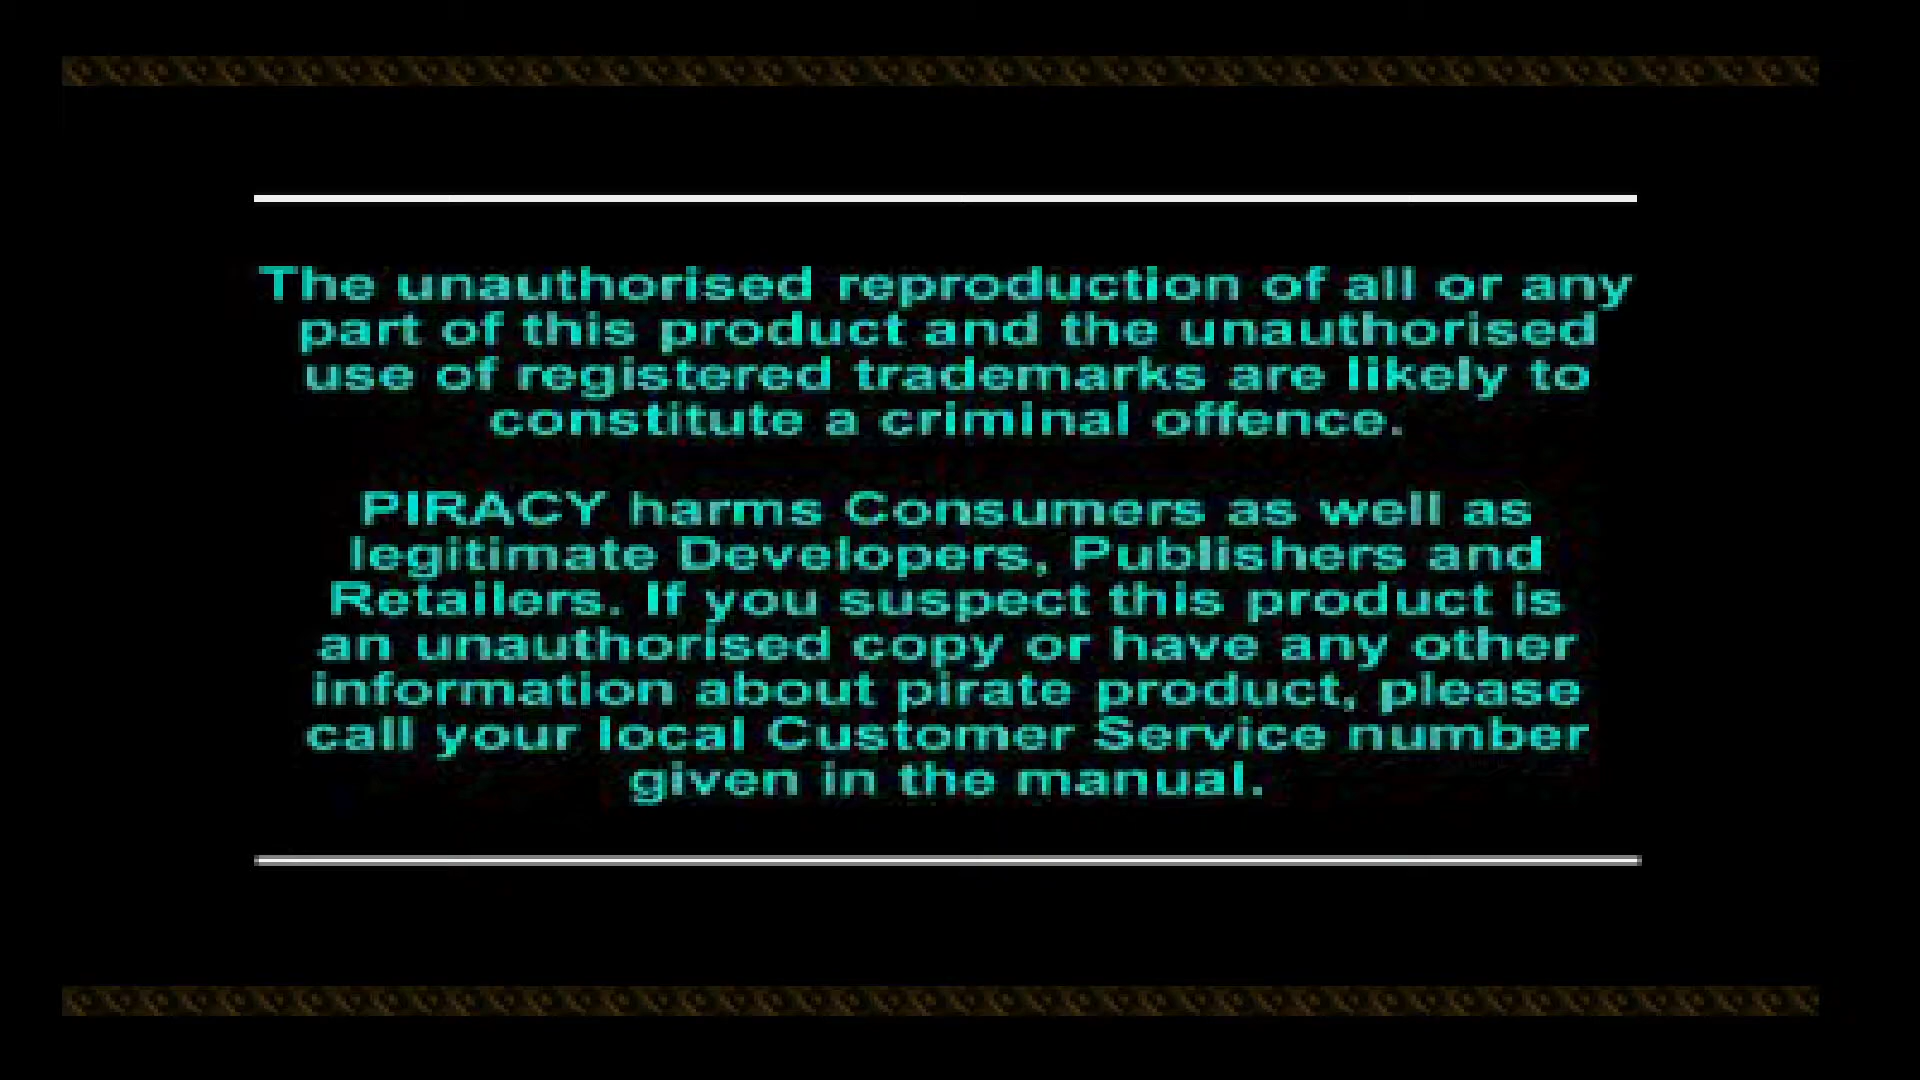 The unauthorised reproduction of all or any
part of this product and the unauthorised
use of registered trademarks are likely to
constitute a criminal offence.
PIRACY harms Consumers as well as
legitimate Developers, Publishers and
Retailers. If you suspect this product is
an unauthorised copy or have any other
information about pirate product, please
call your local Customer Service number
given in the manual.